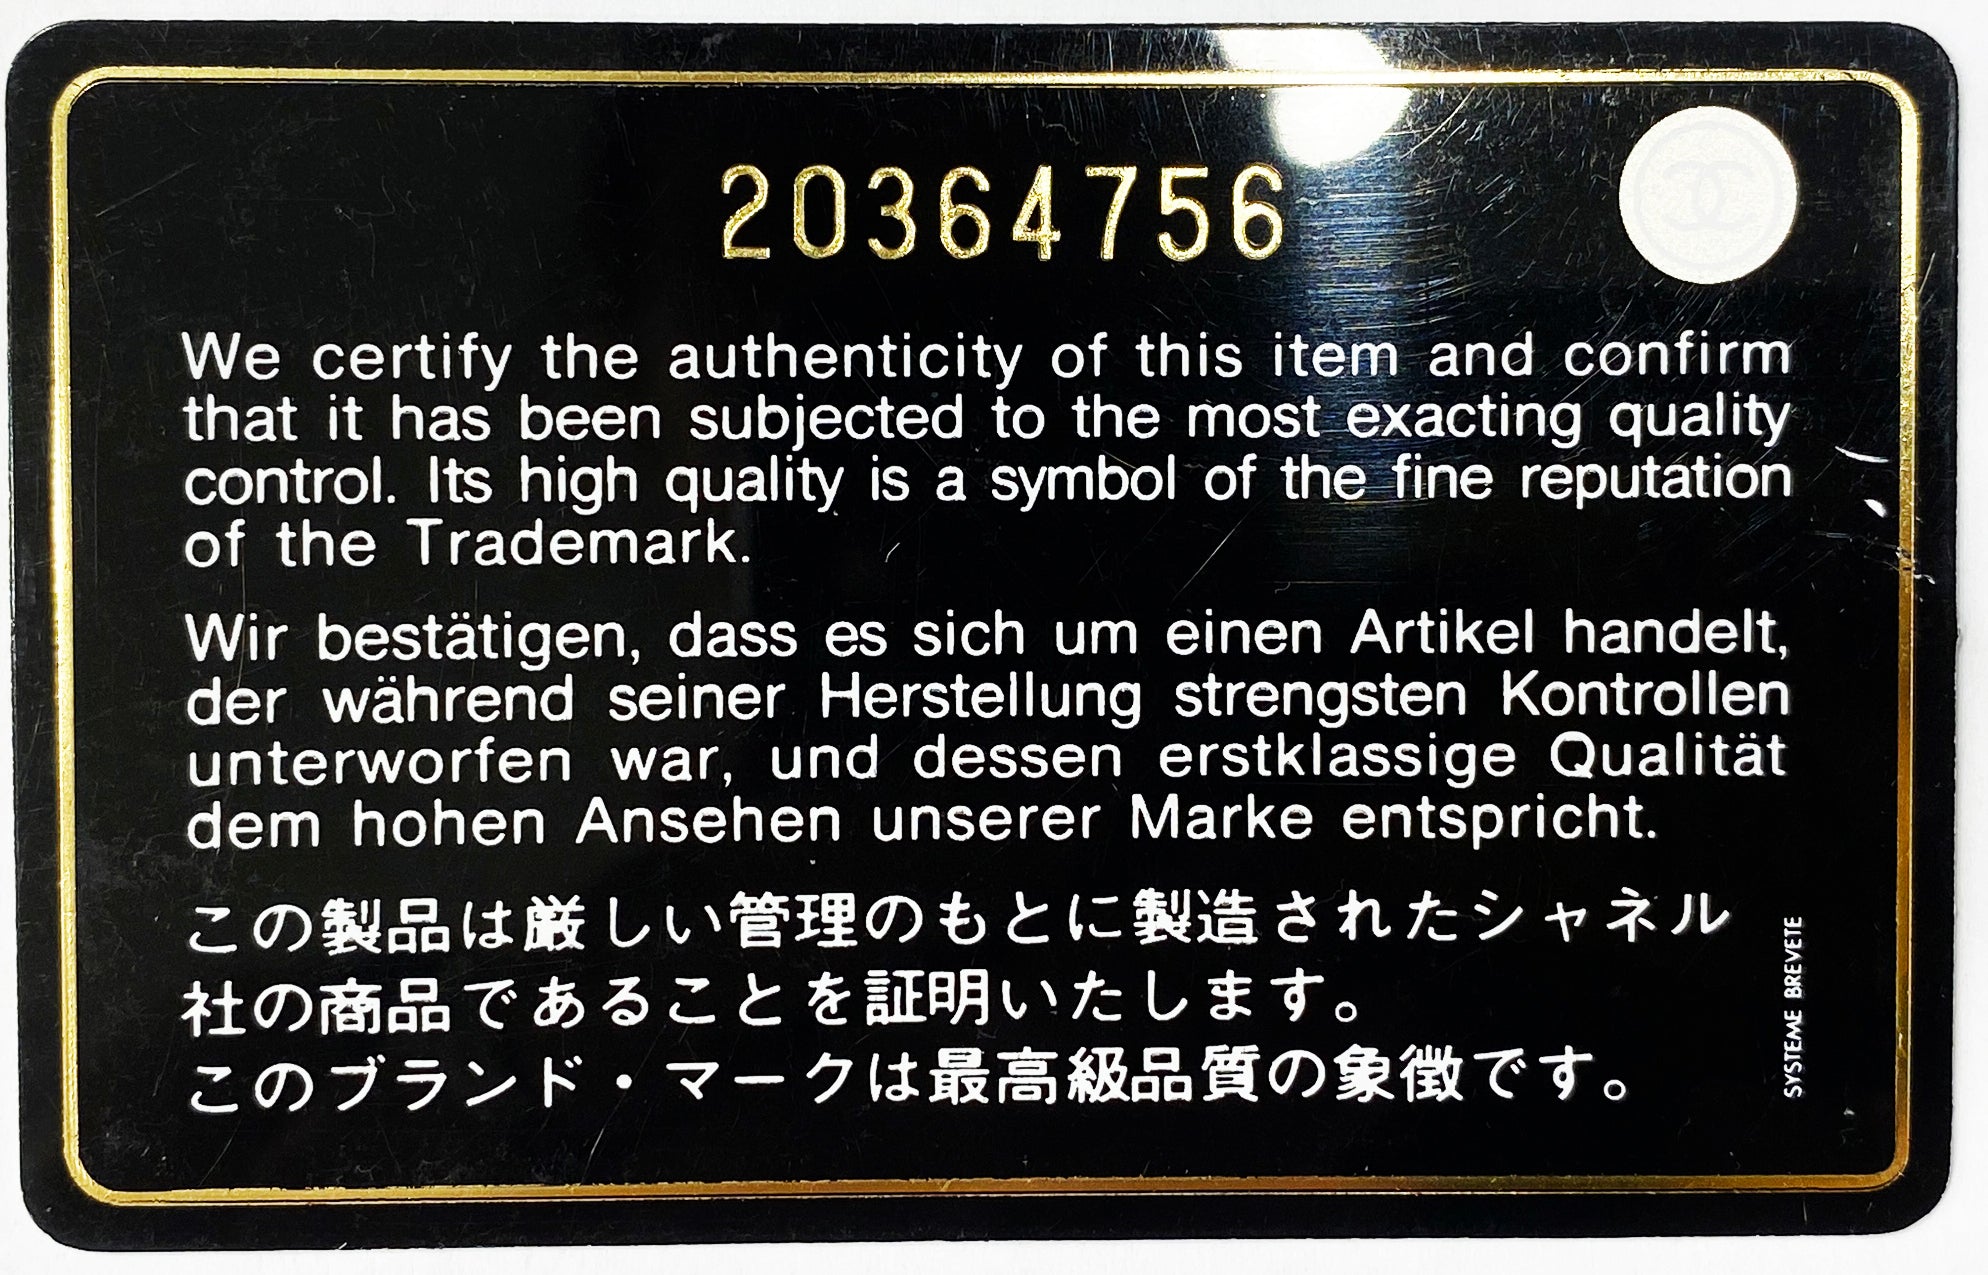 20364756
We certify the authenticity of this item and confirm
that it has been subjected to the most exacting quality
control. Its high quality is a symbol of the fine reputation
of the Trademark.
Wir bestätigen, dass es sich um einen Artikel handelt,
der während seiner Herstellung strengsten Kontrollen
unterworfen war, und dessen erstklassige Qualität
dem hohen Ansehen unserer Marke entspricht.
この製品は厳しい管理のもとに製造されたシャネル
社の商品であることを証明いたします。
このブランド・マークは最高級品質の象徴です。
SYSTEME BREVETE